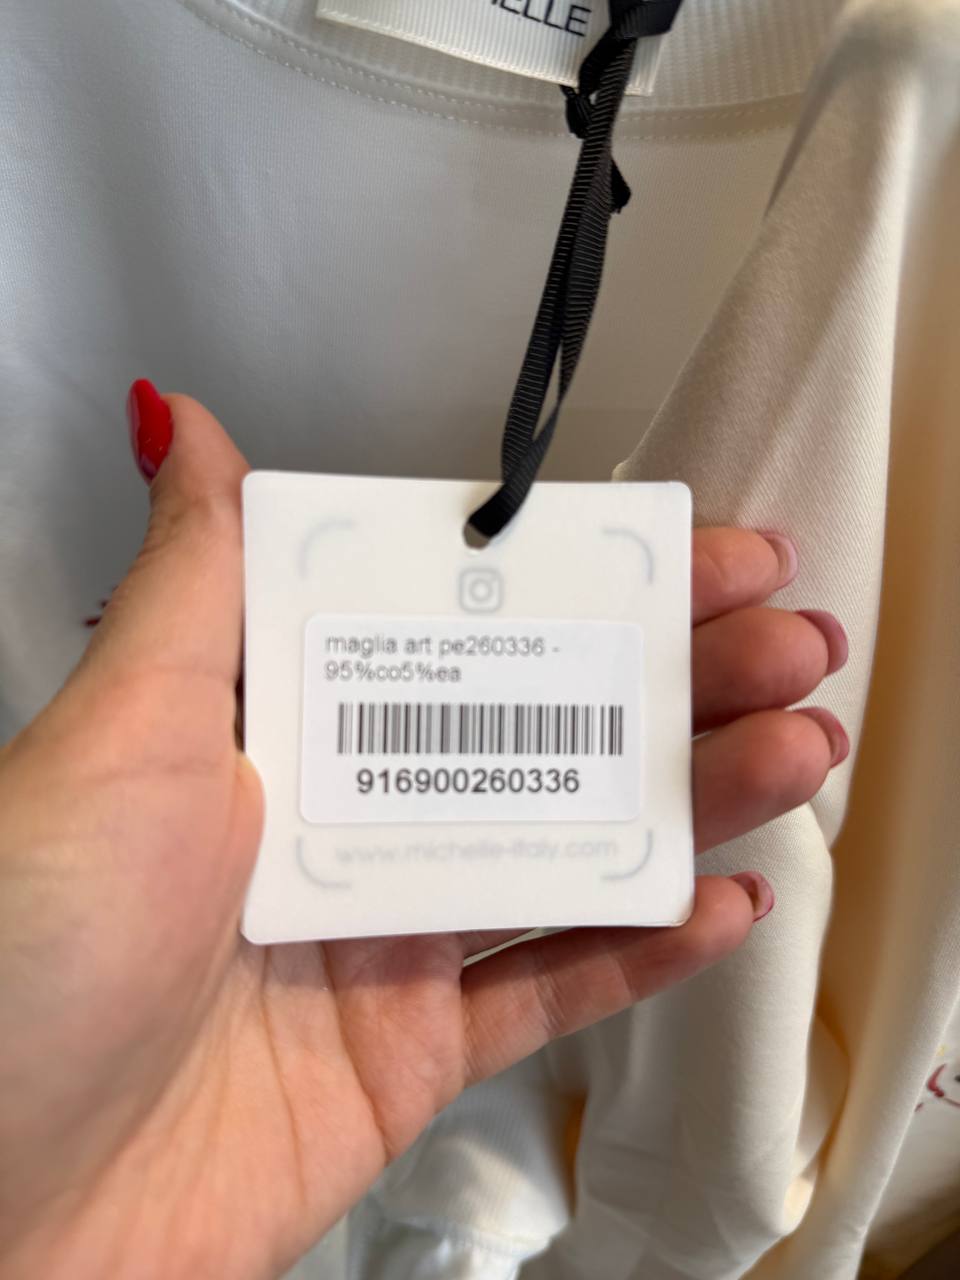 ELLE
maglia art pe260336 -
95%co5%ea
916900260336
www.michelle-italy.com